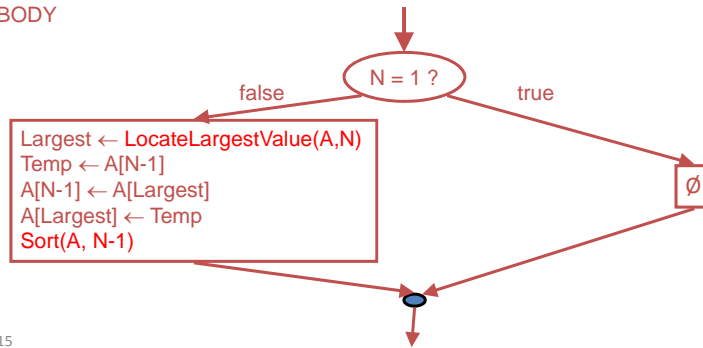 BODY
N = 1 ?
false
true
Largest ← LocateLargestValue(A,N)
Temp ← A[N-1]
A[N-1] ← A[Largest]
A[Largest] ← Temp
Sort(A, N-1)
Ø
15